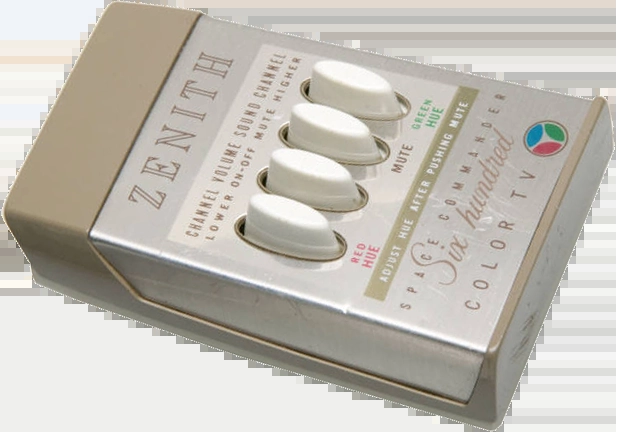 ZENITH
CHANNEL VOLUME SOUND CHANNEL
LOWER ON-OFF MUTE HIGHER
RED
HUE
MUTE
GREEN
HUE
ADJUST HUE AFTER PUSHING MUTE
SPACE COMMANDER
Six hundred
COLOR TV